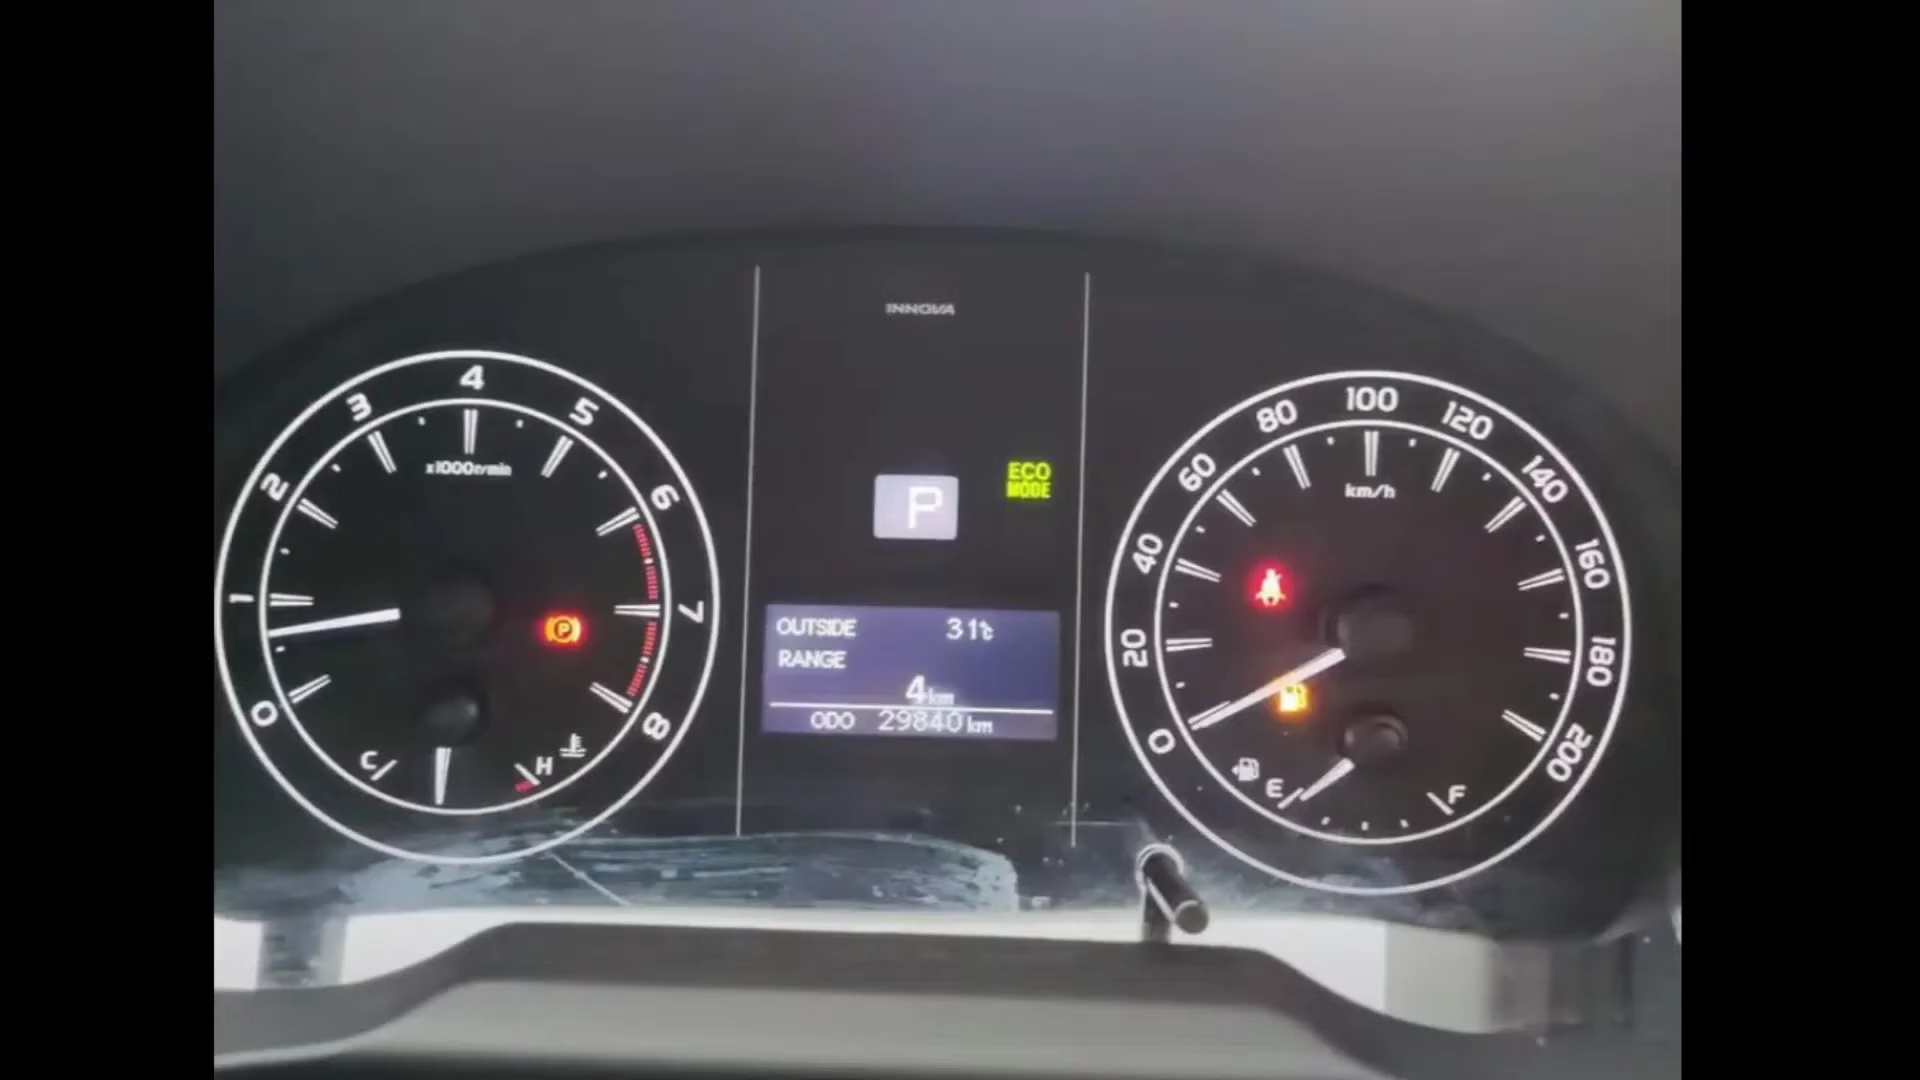 INNOVA
0 1 2 3 4 5 6 7 8
x1000r/min
P
C H
P
ECO
MODE
OUTSIDE 31℃
RANGE
4km
ODO 29840km
0 20 40 60 80 100 120 140 160 180 200
km/h
E F